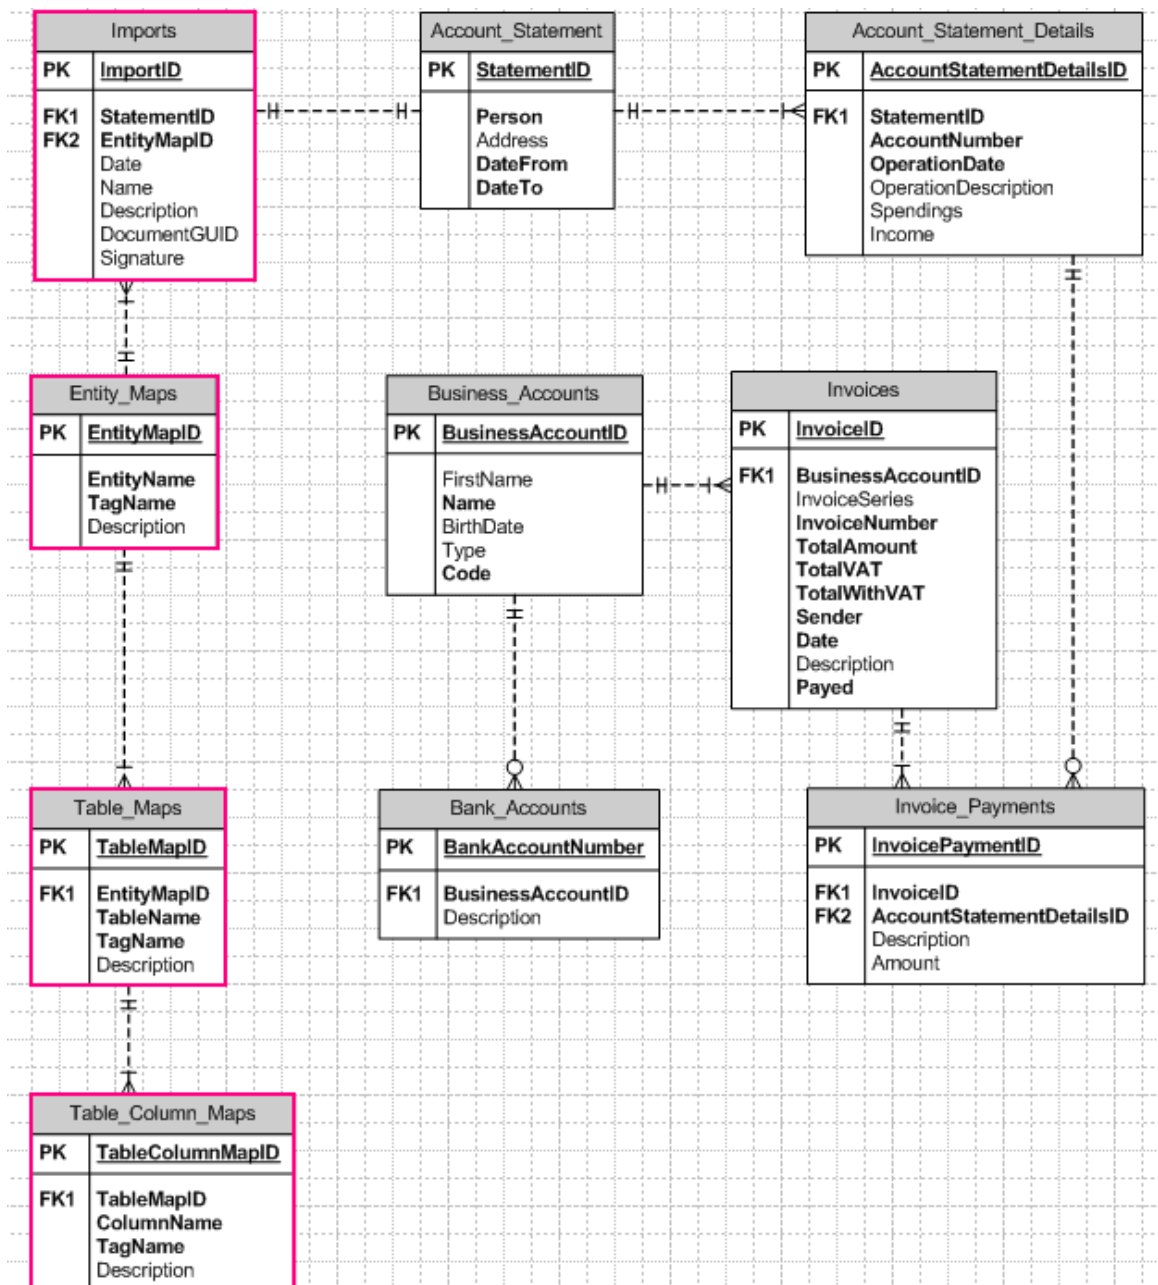 Imports
PK ImportID
FK1 StatementID
FK2 EntityMapID
Date
Name
Description
DocumentGUID
Signature
Account_Statement
PK StatementID
Person
Address
DateFrom
DateTo
Account_Statement_Details
PK AccountStatementDetailsID
FK1 StatementID
AccountNumber
OperationDate
OperationDescription
Spendings
Income
Entity_Maps
PK EntityMapID
EntityName
TagName
Description
Business_Accounts
PK BusinessAccountID
FirstName
Name
BirthDate
Type
Code
Invoices
PK InvoiceID
FK1 BusinessAccountID
InvoiceSeries
InvoiceNumber
TotalAmount
TotalVAT
TotalWithVAT
Sender
Date
Description
Payed
Table_Maps
PK TableMapID
FK1 EntityMapID
TableName
TagName
Description
Bank_Accounts
PK BankAccountNumber
FK1 BusinessAccountID
Description
Invoice_Payments
PK InvoicePaymentID
FK1 InvoiceID
FK2 AccountStatementDetailsID
Description
Amount
Table_Column_Maps
PK TableColumnMapID
FK1 TableMapID
ColumnName
TagName
Description